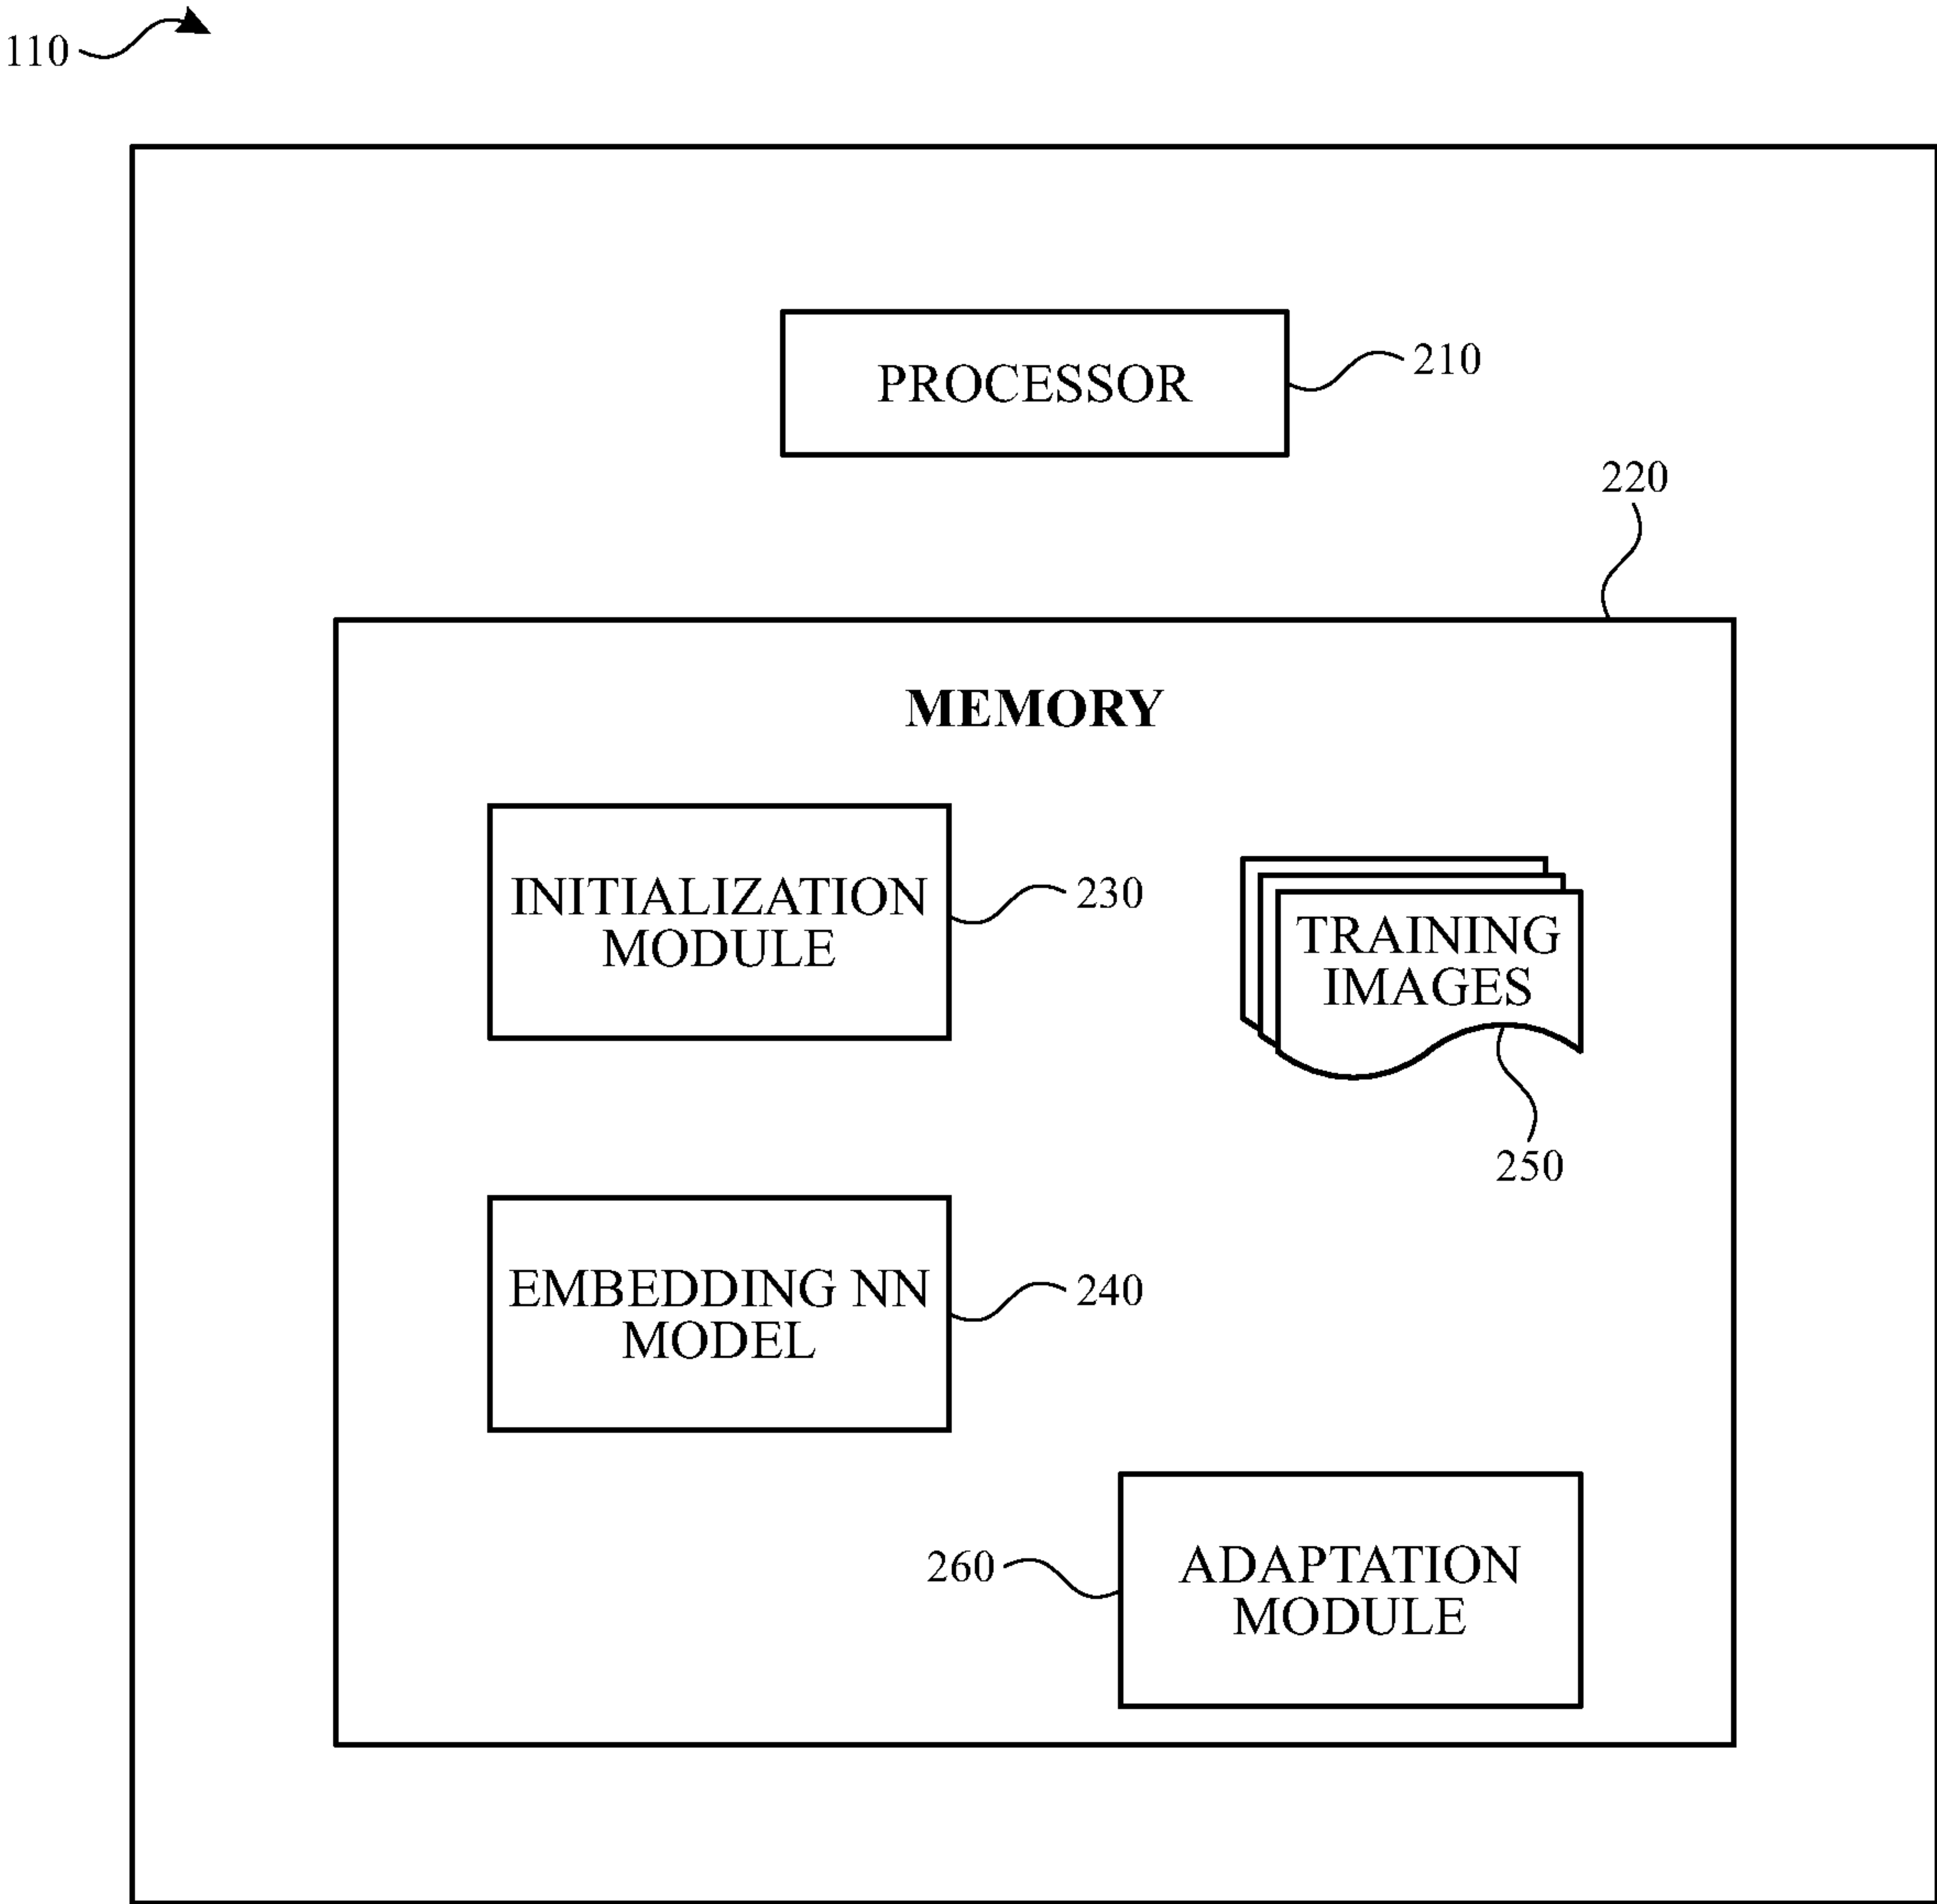 110
PROCESSOR
210
220
MEMORY
INITIALIZATION
MODULE
230
TRAINING
IMAGES
250
EMBEDDING NN
MODEL
240
260
ADAPTATION
MODULE